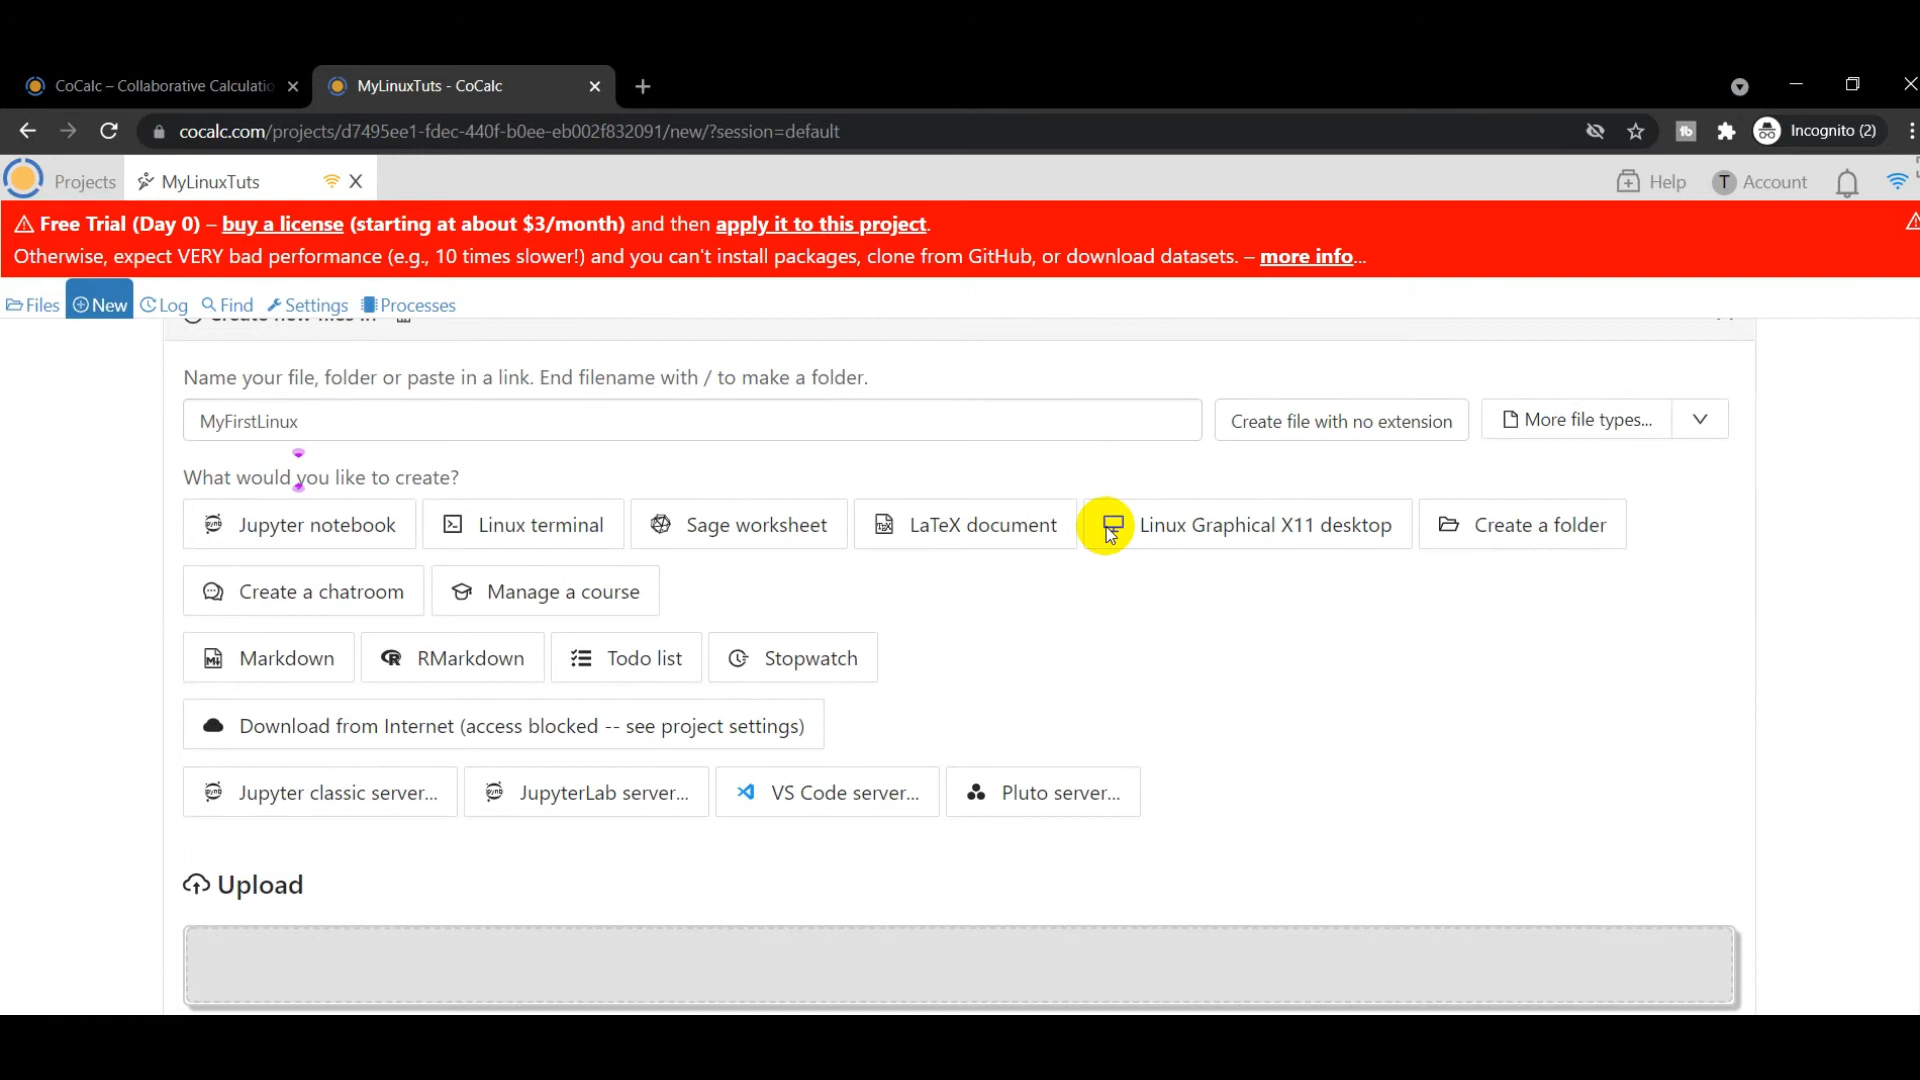 CoCalc – Collaborative Calculatio
MyLinuxTuts - CoCalc
cocalc.com/projects/d7495ee1-fdec-440f-b0ee-eb002f832091/new/?session=default
Incognito (2)
Projects
MyLinuxTuts
Help
T Account
Free Trial (Day 0) – buy a license (starting at about $3/month) and then apply it to this project.
Otherwise, expect VERY bad performance (e.g., 10 times slower!) and you can't install packages, clone from GitHub, or download datasets. – more info...
Files
New
Log
Find
Settings
Processes
Create new files in
Name your file, folder or paste in a link. End filename with / to make a folder.
MyFirstLinux
Create file with no extension
More file types...
What would you like to create?
Jupyter notebook
Linux terminal
Sage worksheet
LaTeX document
Linux Graphical X11 desktop
Create a folder
Create a chatroom
Manage a course
Markdown
RMarkdown
Todo list
Stopwatch
Download from Internet (access blocked -- see project settings)
Jupyter classic server...
JupyterLab server...
VS Code server...
Pluto server...
Upload